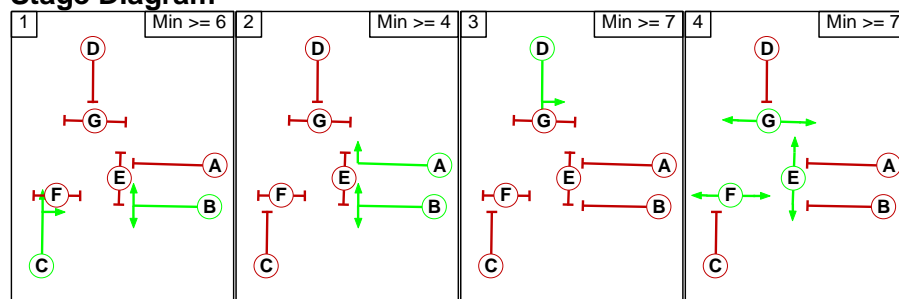 Stage Diagram
1 Min >= 6 2 Min >= 4 3 Min >= 7 4 Min >= 7
D D D D
G G G G
A A A A
E E E E
F F F F
B B B B
C C C C